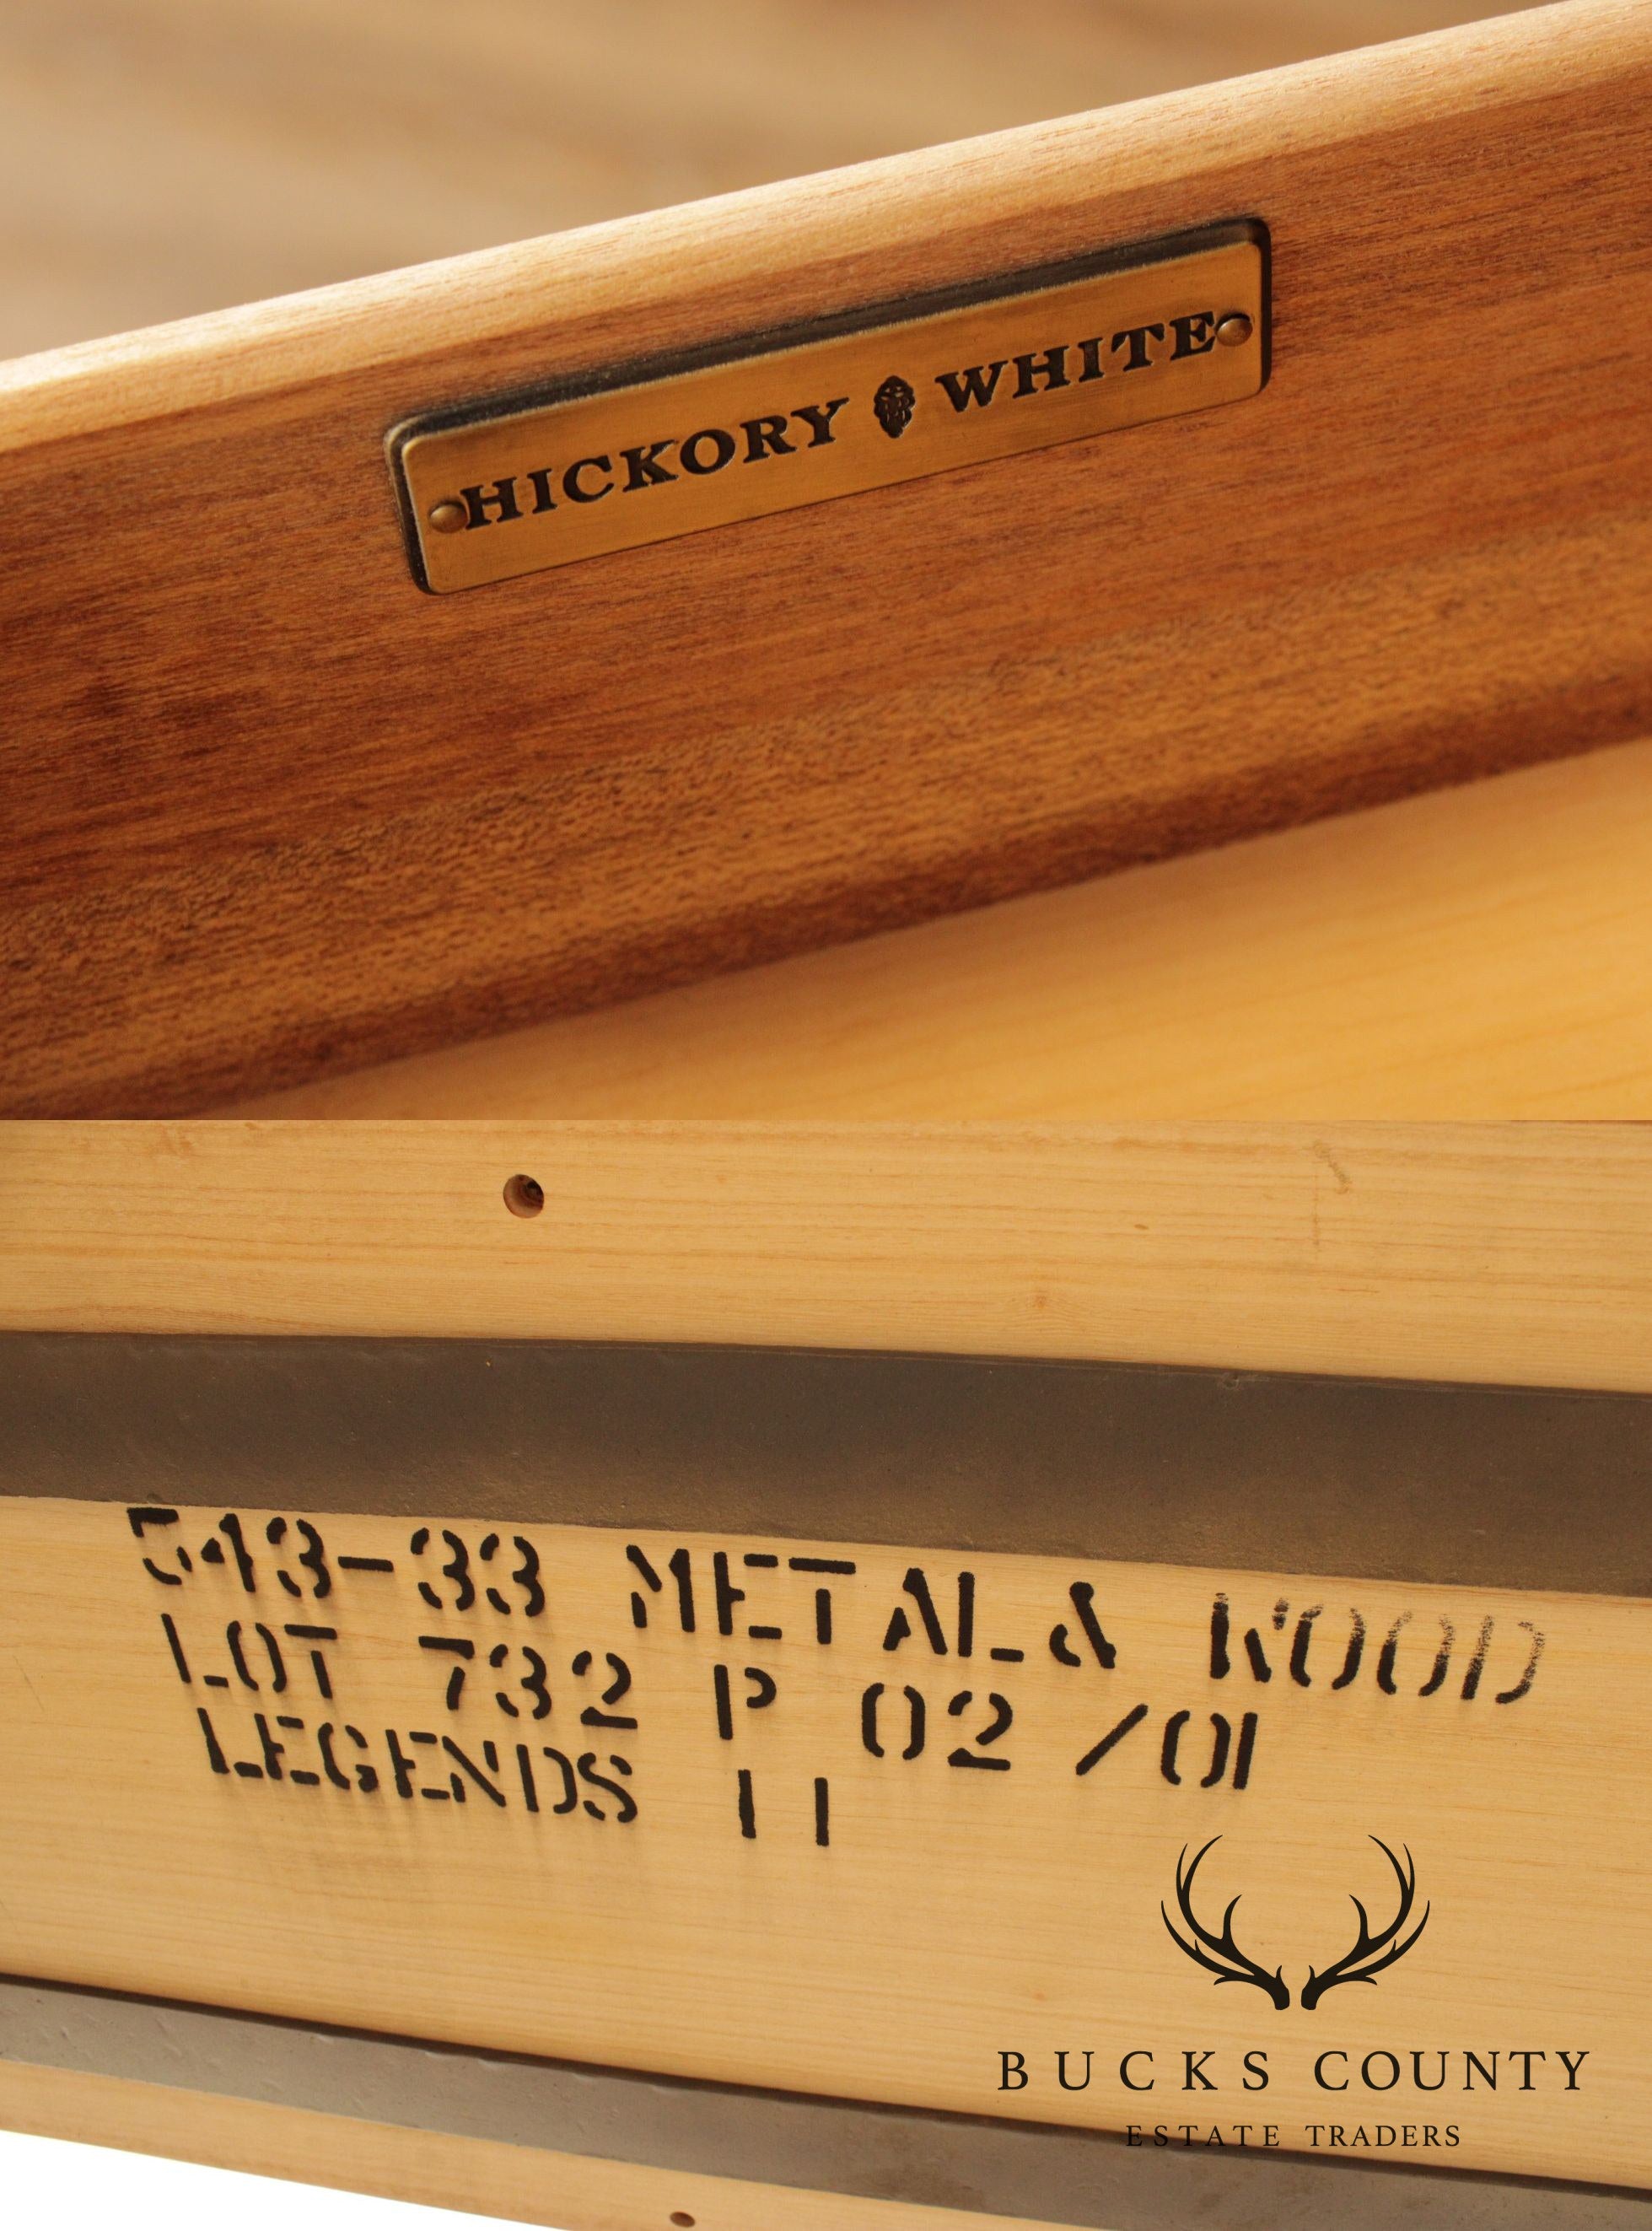 HICKORY WHITE
543-33 METAL & WOOD
LOT 732 P 02 /01
LEGENDS II
BUCKS COUNTY
ESTATE TRADERS